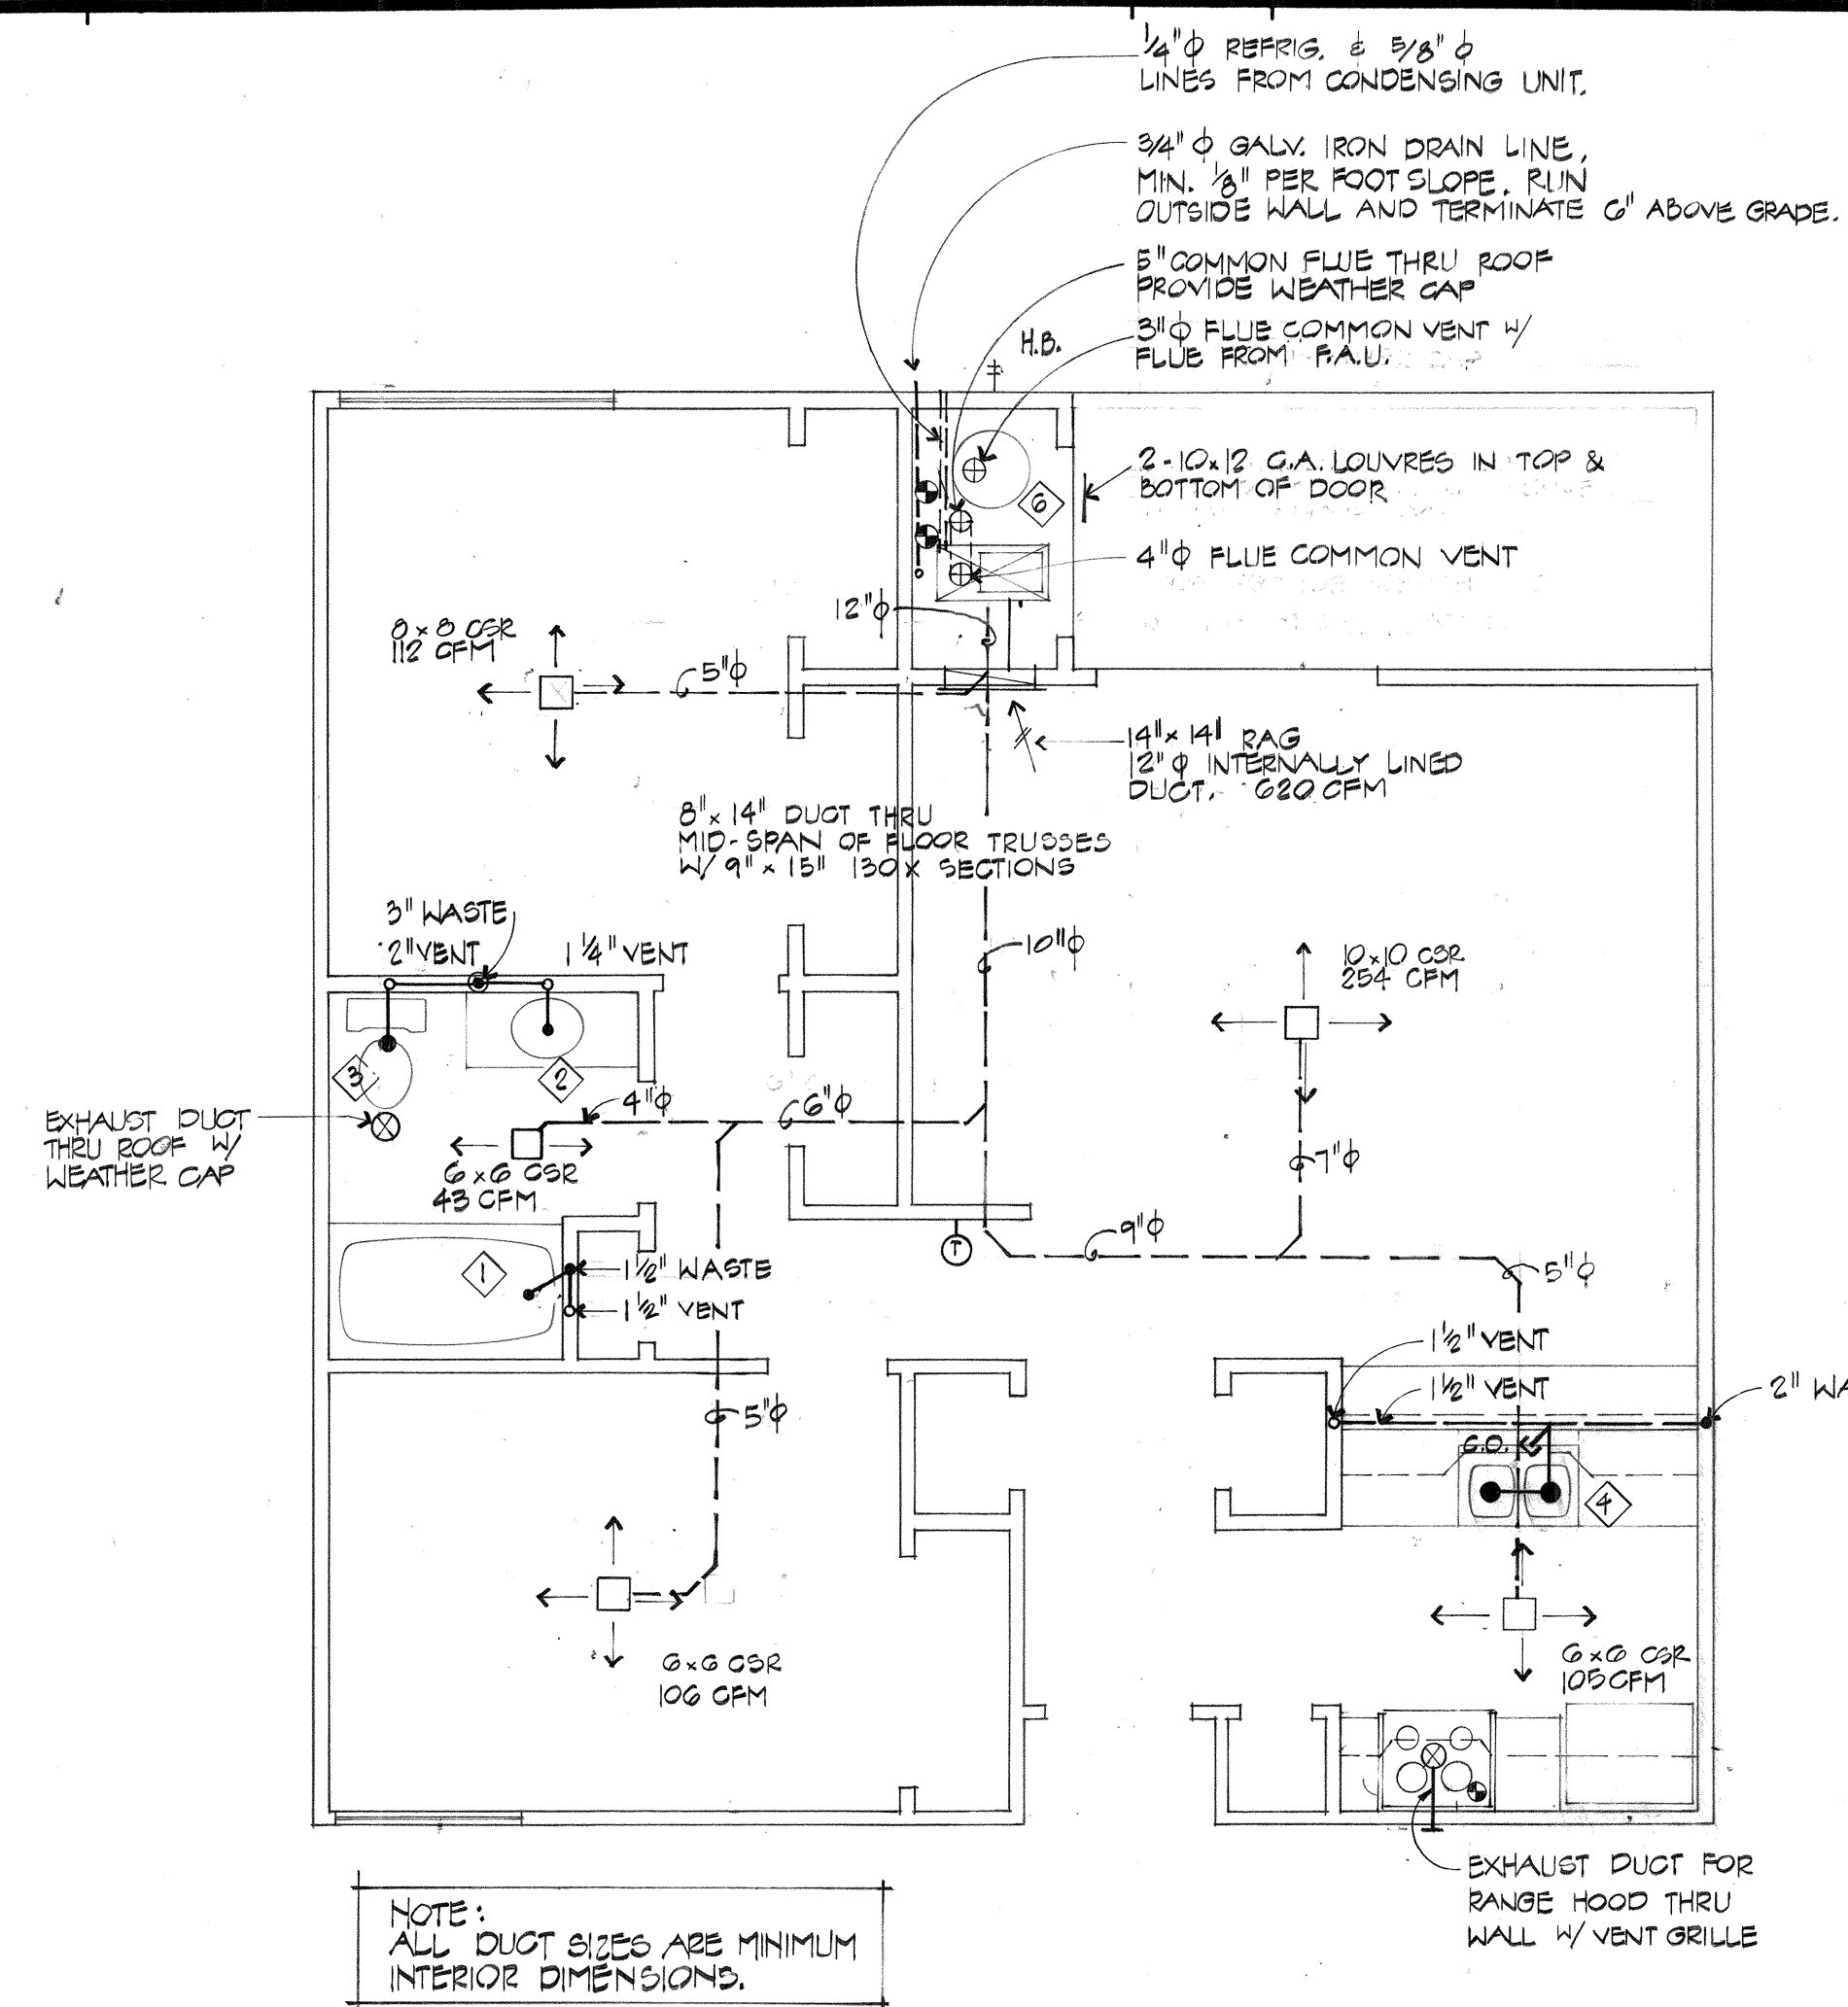 1/4"⌀ REFRIG. & 5/8"⌀
LINES FROM CONDENSING UNIT.
3/4"⌀ GALV. IRON DRAIN LINE,
MIN. 1/8" PER FOOT SLOPE. RUN
OUTSIDE WALL AND TERMINATE 6" ABOVE GRADE.
5" COMMON FLUE THRU ROOF
PROVIDE WEATHER CAP
3"⌀ FLUE COMMON VENT W/
FLUE FROM F.A.U.
H.B.
2-10x12 C.A. LOUVRES IN TOP &
BOTTOM OF DOOR
6
4"⌀ FLUE COMMON VENT
12"⌀
8x8 CSR
112 CFM
5"⌀
14"x14" RAG
12"⌀ INTERNALLY LINED
DUCT. 620 CFM
8"x14" DUCT THRU
MID-SPAN OF FLOOR TRUSSES
W/ 9"x15" BOX SECTIONS
3" WASTE
2" VENT
1 1/4" VENT
10"⌀
10x10 CSR
254 CFM
3
2
4"⌀
6"⌀
EXHAUST DUCT
THRU ROOF W/
WEATHER CAP
6x6 CSR
43 CFM
7"⌀
9"⌀
T
5"⌀
1
1 1/2" WASTE
1 1/2" VENT
1 1/2" VENT
1 1/2" VENT
2" WA
5"⌀
C.O.
4
6x6 CSR
106 CFM
6x6 CSR
105 CFM
EXHAUST DUCT FOR
RANGE HOOD THRU
WALL W/ VENT GRILLE
NOTE:
ALL DUCT SIZES ARE MINIMUM
INTERIOR DIMENSIONS.